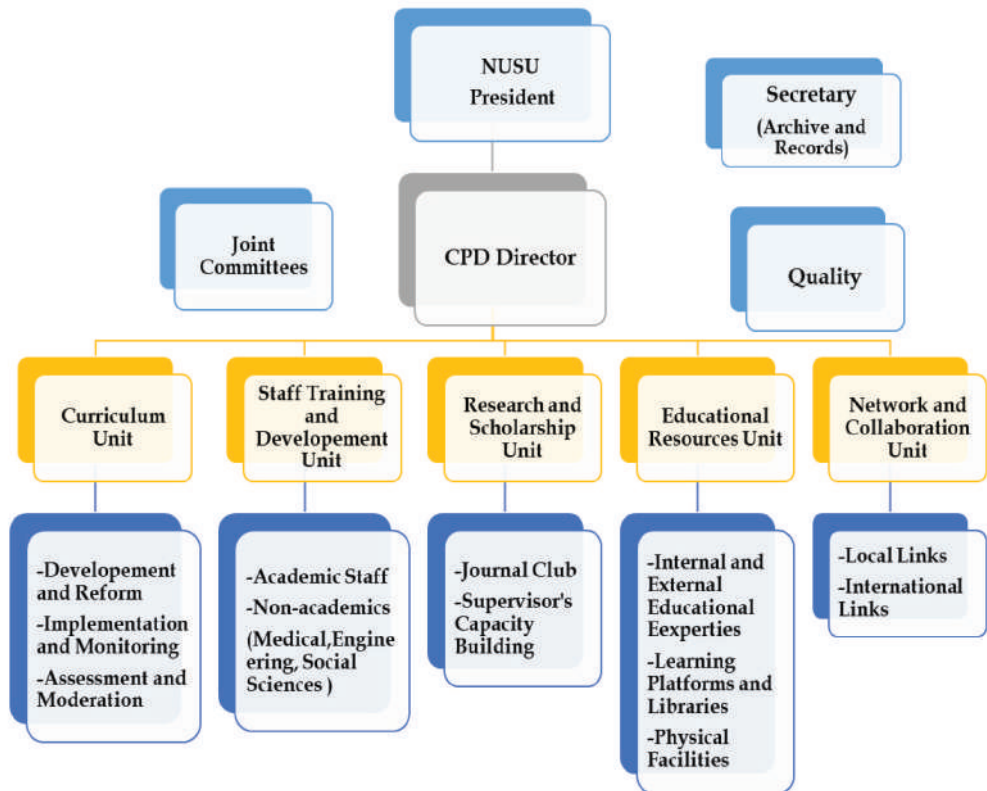 NUSU
President
Secretary
(Archive and
Records)
Joint
Committees
CPD Director
Quality
Curriculum
Unit
Staff Training
and
Developement
Unit
Research and
Scholarship
Unit
Educational
Resources Unit
Network and
Collaboration
Unit
-Developement
and Reform
-Implementation
and Monitoring
-Assessment and
Moderation
-Academic Staff
-Non-academics
(Medical,Engine
ering, Social
Sciences )
-Journal Club
-Supervisor's
Capacity
Building
-Internal and
External
Educational
Eexperties
-Learning
Platforms and
Libraries
-Physical
Facilities
-Local Links
-International
Links